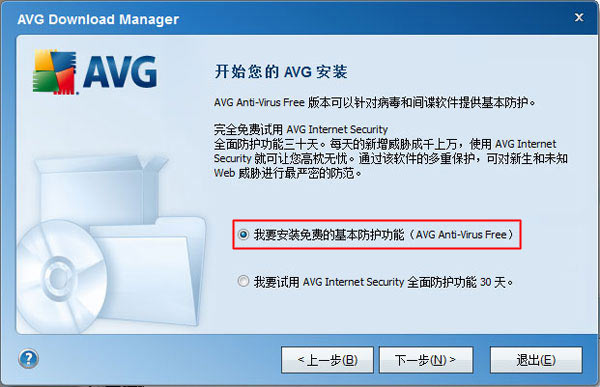 AVG Download Manager
AVG
开始您的 AVG 安装
AVG Anti-Virus Free 版本可以针对病毒和间谍软件提供基本防护。
完全免费试用 AVG Internet Security
全面防护功能三十天。每天的新增威胁成千上万，使用 AVG Internet
Security 就可让您高枕无忧。通过该软件的多重保护，可对新生和未知
Web 威胁进行最严密的防范。
我要安装免费的基本防护功能（AVG Anti-Virus Free）
我要试用 AVG Internet Security 全面防护功能 30 天。
?
<上一步(B)
下一步(N)>
退出(E)